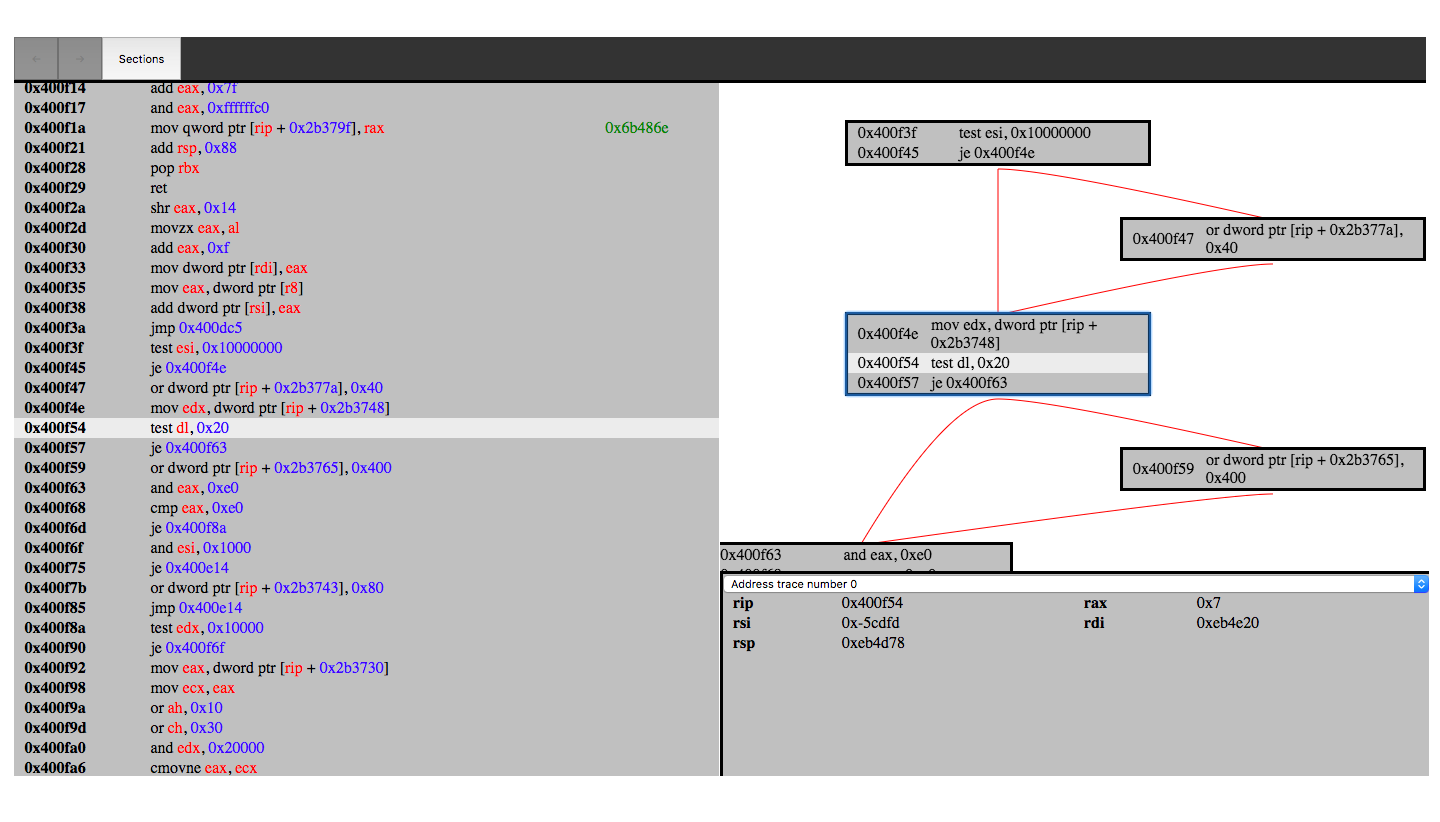 ← → Sections
0x400f14 add eax, 0x7f
0x400f17 and eax, 0xffffffc0
0x400f1a mov qword ptr [rip + 0x2b379f], rax 0x6b486e
0x400f21 add rsp, 0x88
0x400f28 pop rbx
0x400f29 ret
0x400f2a shr eax, 0x14
0x400f2d movzx eax, al
0x400f30 add eax, 0xf
0x400f33 mov dword ptr [rdi], eax
0x400f35 mov eax, dword ptr [r8]
0x400f38 add dword ptr [rsi], eax
0x400f3a jmp 0x400dc5
0x400f3f test esi, 0x10000000
0x400f45 je 0x400f4e
0x400f47 or dword ptr [rip + 0x2b377a], 0x40
0x400f4e mov edx, dword ptr [rip + 0x2b3748]
0x400f54 test dl, 0x20
0x400f57 je 0x400f63
0x400f59 or dword ptr [rip + 0x2b3765], 0x400
0x400f63 and eax, 0xe0
0x400f68 cmp eax, 0xe0
0x400f6d je 0x400f8a
0x400f6f and esi, 0x1000
0x400f75 je 0x400e14
0x400f7b or dword ptr [rip + 0x2b3743], 0x80
0x400f85 jmp 0x400e14
0x400f8a test edx, 0x10000
0x400f90 je 0x400f6f
0x400f92 mov eax, dword ptr [rip + 0x2b3730]
0x400f98 mov ecx, eax
0x400f9a or ah, 0x10
0x400f9d or ch, 0x30
0x400fa0 and edx, 0x20000
0x400fa6 cmovne eax, ecx
0x400f3f test esi, 0x10000000
0x400f45 je 0x400f4e
0x400f47 or dword ptr [rip + 0x2b377a],
0x40
0x400f4e mov edx, dword ptr [rip +
0x2b3748]
0x400f54 test dl, 0x20
0x400f57 je 0x400f63
0x400f59 or dword ptr [rip + 0x2b3765],
0x400
0x400f63 and eax, 0xe0
Address trace number 0
rip 0x400f54 rax 0x7
rsi 0x-5cdfd rdi 0xeb4e20
rsp 0xeb4d78